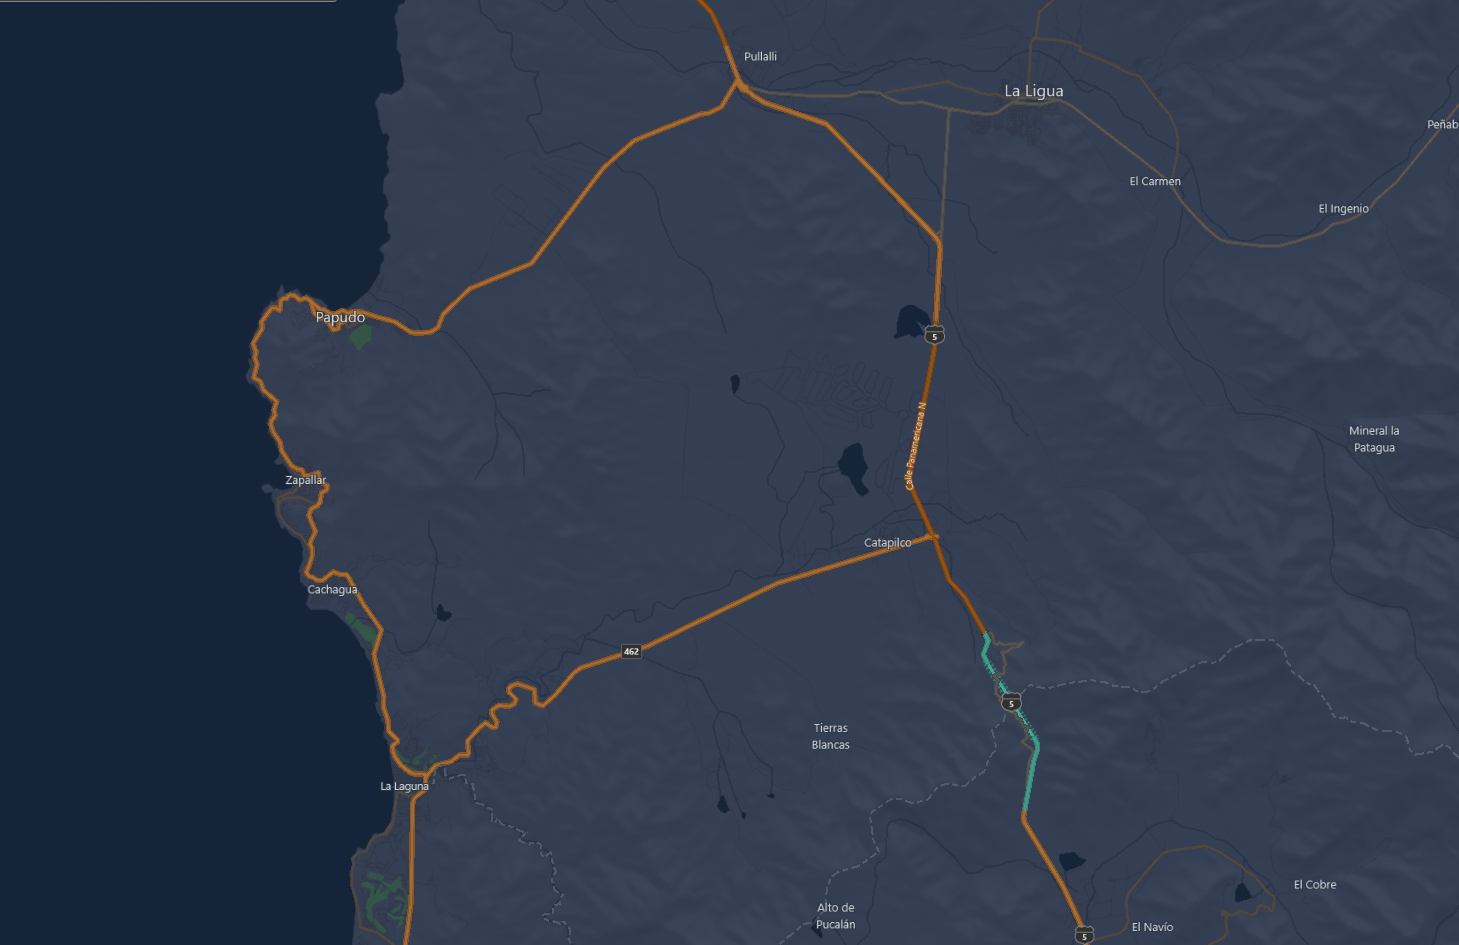 Pullalli
La Ligua
Peñab
El Carmen
El Ingenio
Papudo
5
Calle Panamericana N
Mineral la
Patagua
Zapallar
Catapilco
Cachagua
462
5
Tierras
Blancas
La Laguna
El Cobre
Alto de
Pucalán
El Navío
5